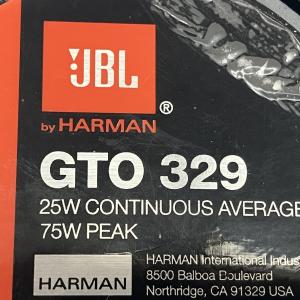 JBL®
by HARMAN
GTO 329
25W CONTINUOUS AVERAGE
75W PEAK
HARMAN International Indus
HARMAN
8500 Balboa Boulevard
Northridge, CA 91329 USA